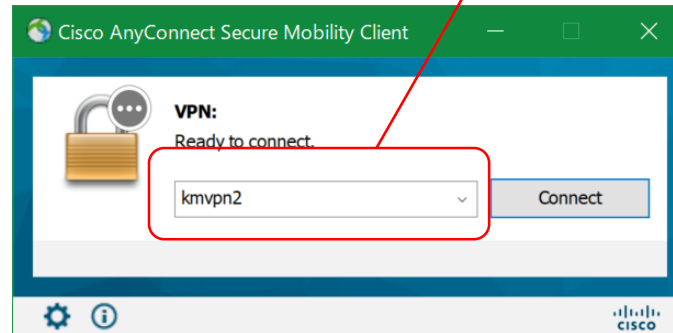 Cisco AnyConnect Secure Mobility Client
VPN:
Ready to connect.
kmvpn2
Connect
CISCO